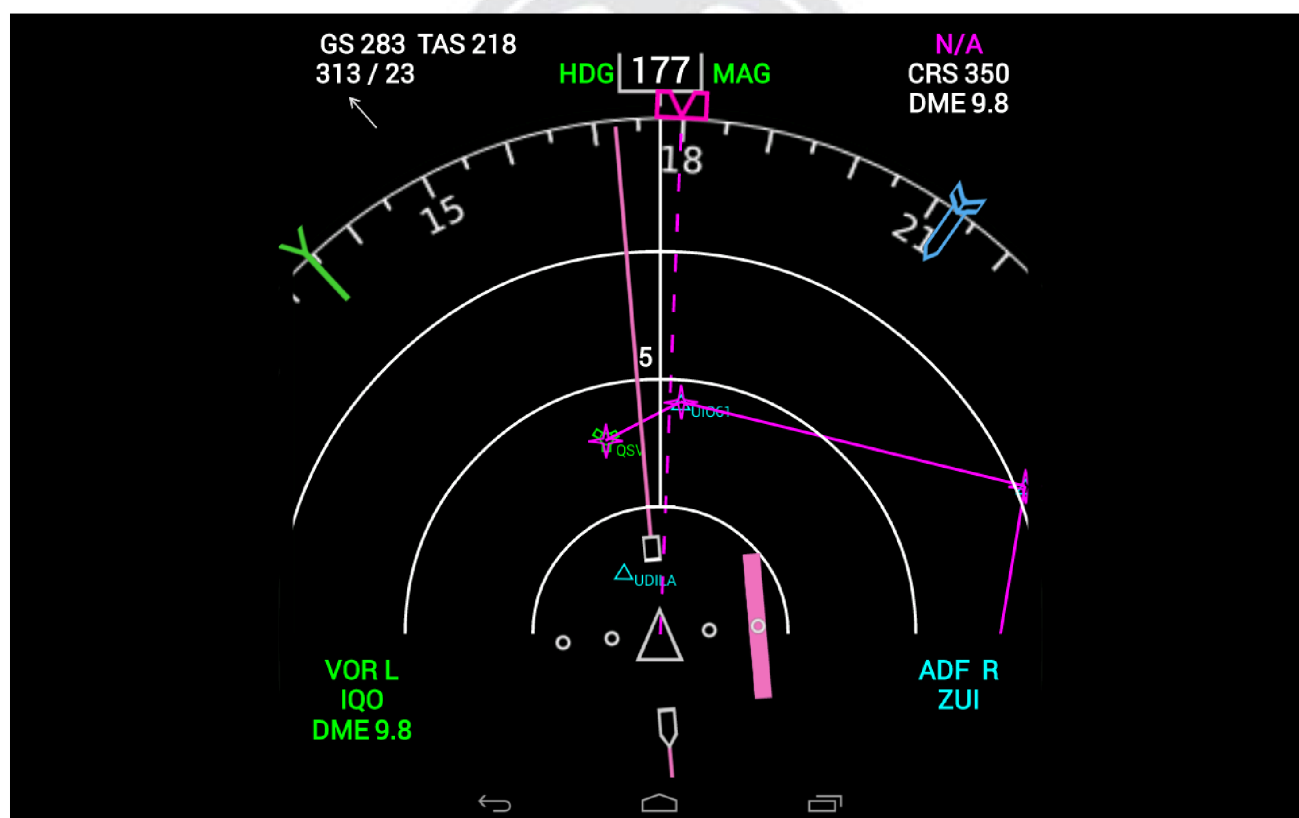 GS 283 TAS 218
313 / 23
HDG 177 MAG
N/A
CRS 350
DME 9.8
15
18
21
5
UIO61
QSV
UDILA
VOR L
IQO
DME 9.8
ADF R
ZUI